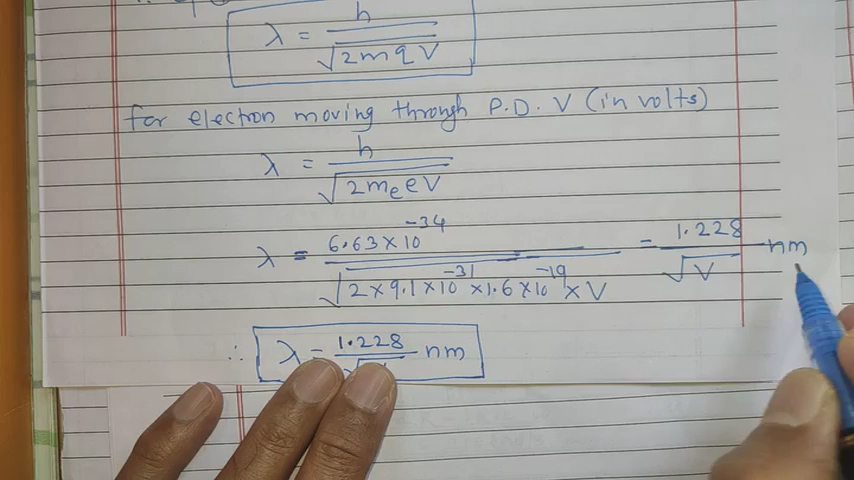 λ = h / √2mqV
for electron moving through P.D. V (in volts)
λ = h / √2mₑeV
λ = 6.63×10⁻³⁴ / √2×9.1×10⁻³¹×1.6×10⁻¹⁹×V = 1.228 / √V nm
∴ λ = 1.228 / √ nm